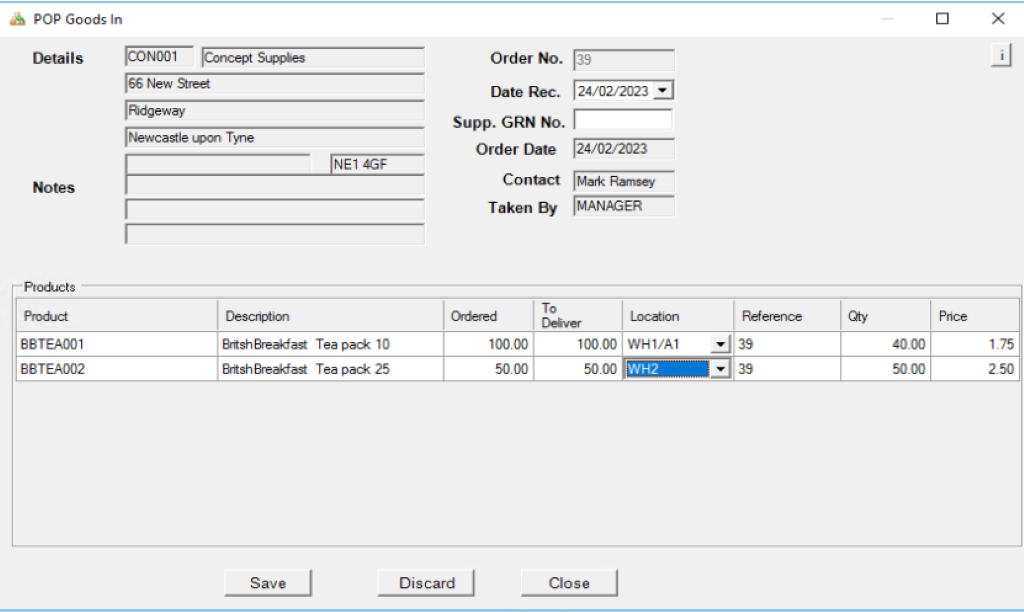 POP Goods In
Details CON001 Concept Supplies Order No. 39 i
66 New Street Date Rec. 24/02/2023
Ridgeway Supp. GRN No.
Newcastle upon Tyne Order Date 24/02/2023
NE1 4GF
Notes Contact Mark Ramsey
Taken By MANAGER
Products
Product Description Ordered To Deliver Location Reference Qty Price
BBTEA001 BritshBreakfast Tea pack 10 100.00 100.00 WH1/A1 39 40.00 1.75
BBTEA002 BritshBreakfast Tea pack 25 50.00 50.00 WH2 39 50.00 2.50
Save Discard Close